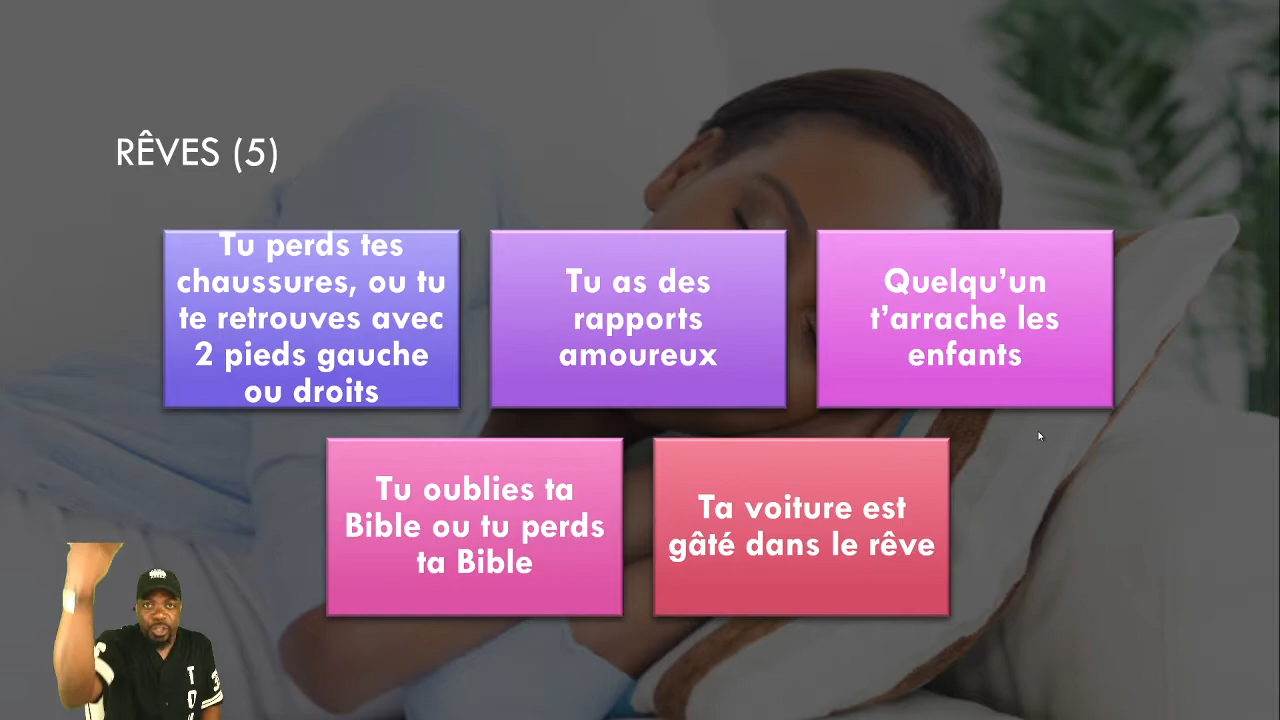 RÊVES (5)
Tu perds tes
chaussures, ou tu
te retrouves avec
2 pieds gauche
ou droits
Tu as des
rapports
amoureux
Quelqu’un
t’arrache les
enfants
Tu oublies ta
Bible ou tu perds
ta Bible
Ta voiture est
gâté dans le rêve